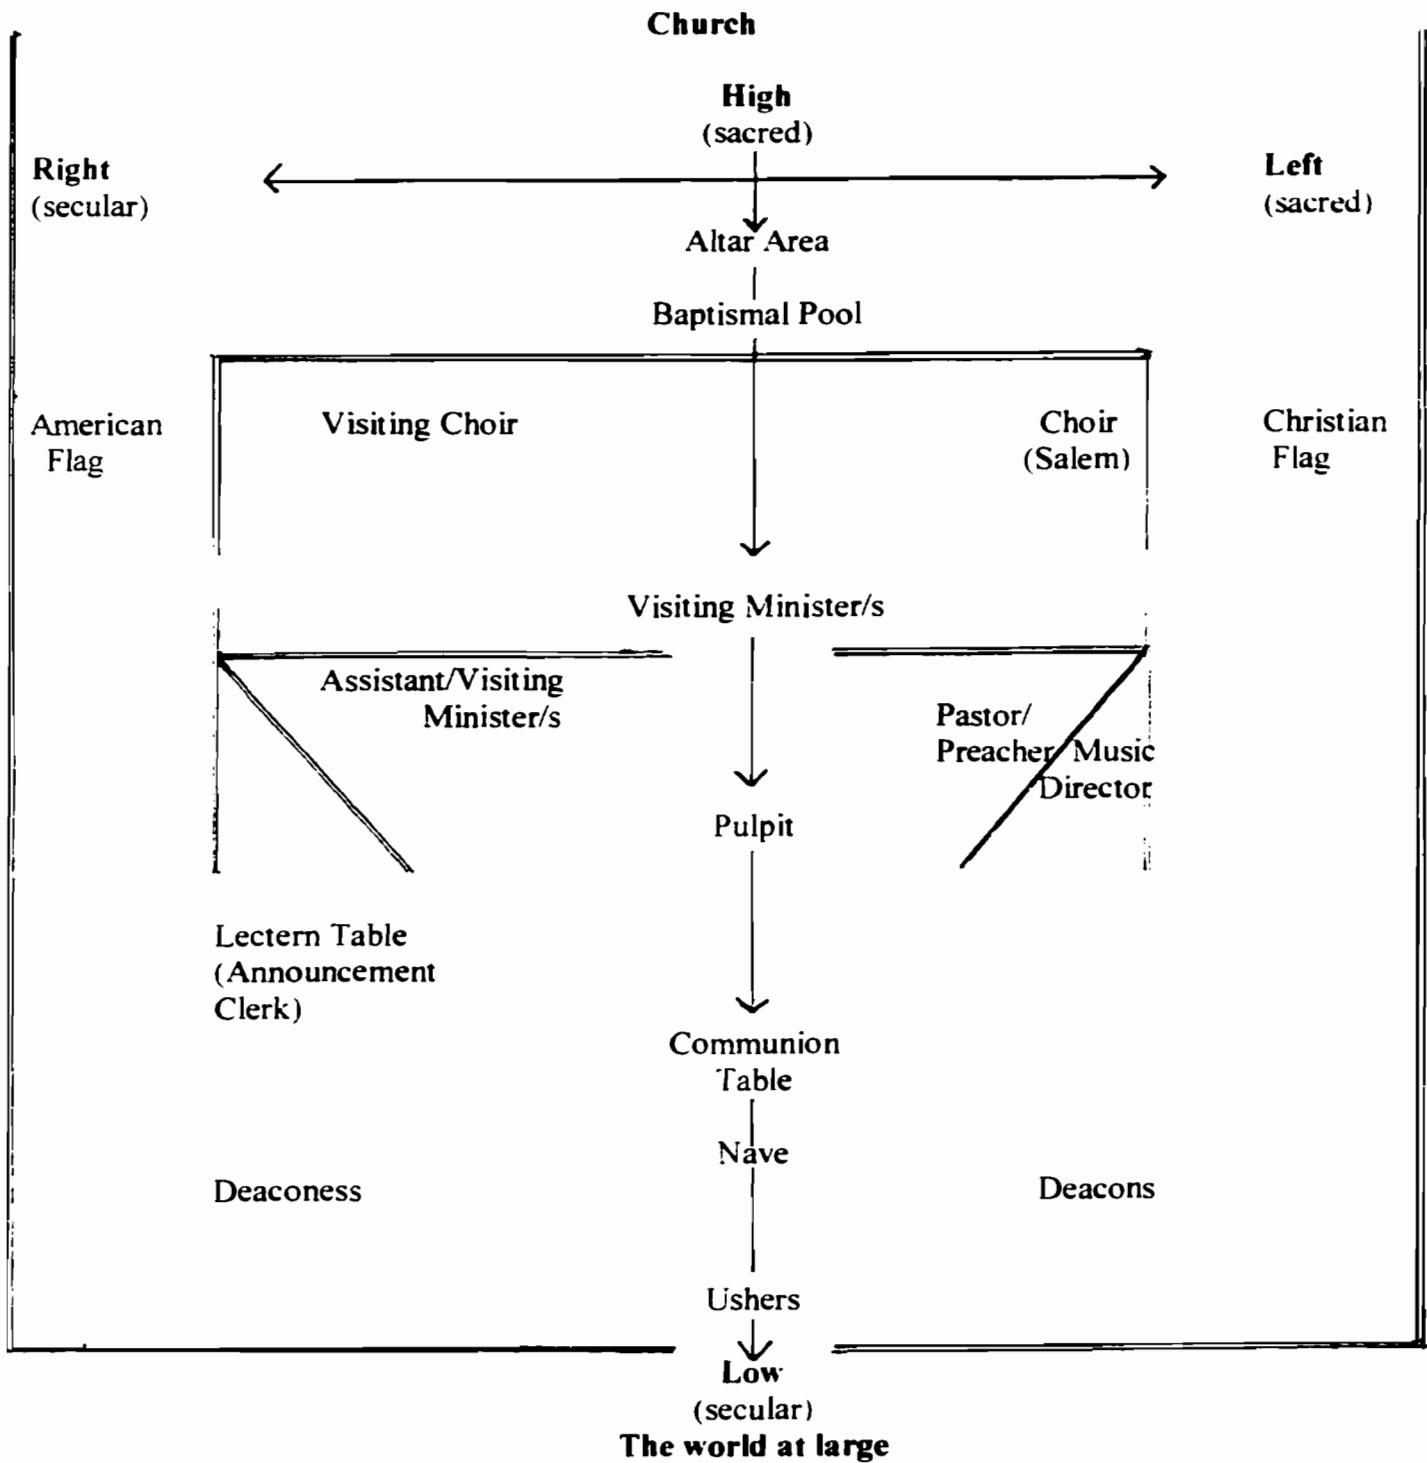 Church
High
(sacred)
Right
(secular)
Left
(sacred)
Altar Area
Baptismal Pool
American
Flag
Visiting Choir
Choir
(Salem)
Christian
Flag
Visiting Minister/s
Assistant/Visiting
Minister/s
Pastor/
Preacher
Music
Director
Pulpit
Lectern Table
(Announcement
Clerk)
Communion
Table
Nave
Deaconess
Deacons
Ushers
Low
(secular)
The world at large